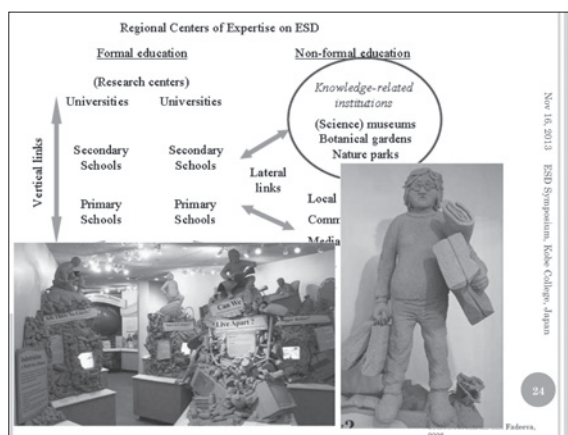 Regional Centers of Expertise on ESD
Formal education
Non-formal education
(Research centers)
Universities
Universities
Knowledge-related
institutions
(Science) museums
Botanical gardens
Nature parks
Secondary
Schools
Secondary
Schools
Lateral
links
Vertical links
Primary
Schools
Primary
Schools
Local
Comm
Media
Can We
Live Apart?
Nov 16, 2013 ESD Symposium, Kobe College, Japan
24
Fadeeva,